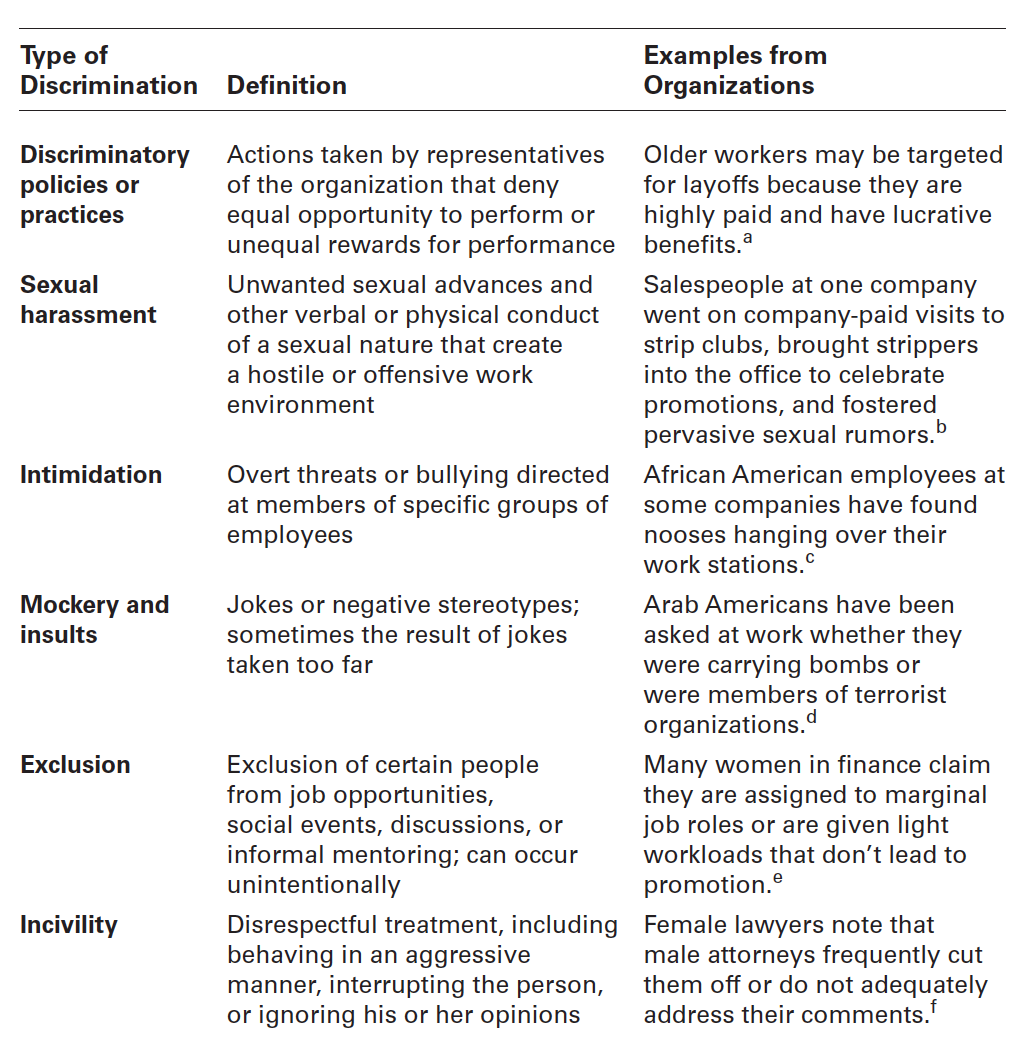 Type of
Discrimination
Definition
Examples from
Organizations
Discriminatory
policies or
practices
Actions taken by representatives
of the organization that deny
equal opportunity to perform or
unequal rewards for performance
Older workers may be targeted
for layoffs because they are
highly paid and have lucrative
benefits.a
Sexual
harassment
Unwanted sexual advances and
other verbal or physical conduct
of a sexual nature that create
a hostile or offensive work
environment
Salespeople at one company
went on company-paid visits to
strip clubs, brought strippers
into the office to celebrate
promotions, and fostered
pervasive sexual rumors.b
Intimidation
Overt threats or bullying directed
at members of specific groups of
employees
African American employees at
some companies have found
nooses hanging over their
work stations.c
Mockery and
insults
Jokes or negative stereotypes;
sometimes the result of jokes
taken too far
Arab Americans have been
asked at work whether they
were carrying bombs or
were members of terrorist
organizations.d
Exclusion
Exclusion of certain people
from job opportunities,
social events, discussions, or
informal mentoring; can occur
unintentionally
Many women in finance claim
they are assigned to marginal
job roles or are given light
workloads that don’t lead to
promotion.e
Incivility
Disrespectful treatment, including
behaving in an aggressive
manner, interrupting the person,
or ignoring his or her opinions
Female lawyers note that
male attorneys frequently cut
them off or do not adequately
address their comments.f